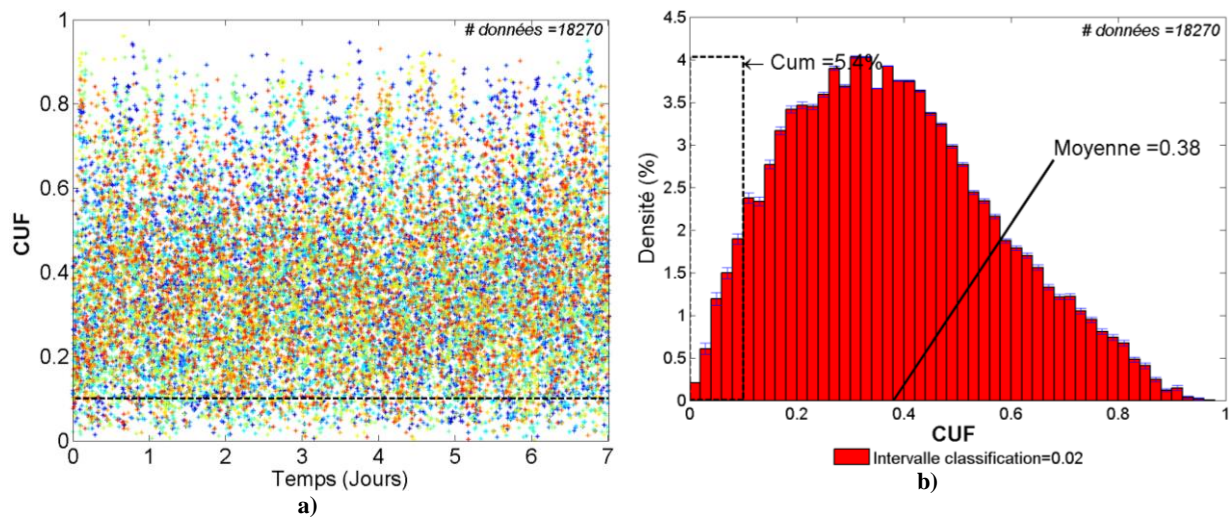 # données =18270
1
0.8
0.6
0.4
0.2
0
CUF
0 1 2 3 4 5 6 7
Temps (Jours)
a)
# données =18270
4.5
4
3.5
3
2.5
2
1.5
1
0.5
0
Densité (%)
← Cum =5.4%
Moyenne =0.38
0 0.2 0.4 0.6 0.8 1
CUF
Intervalle classification=0.02
b)